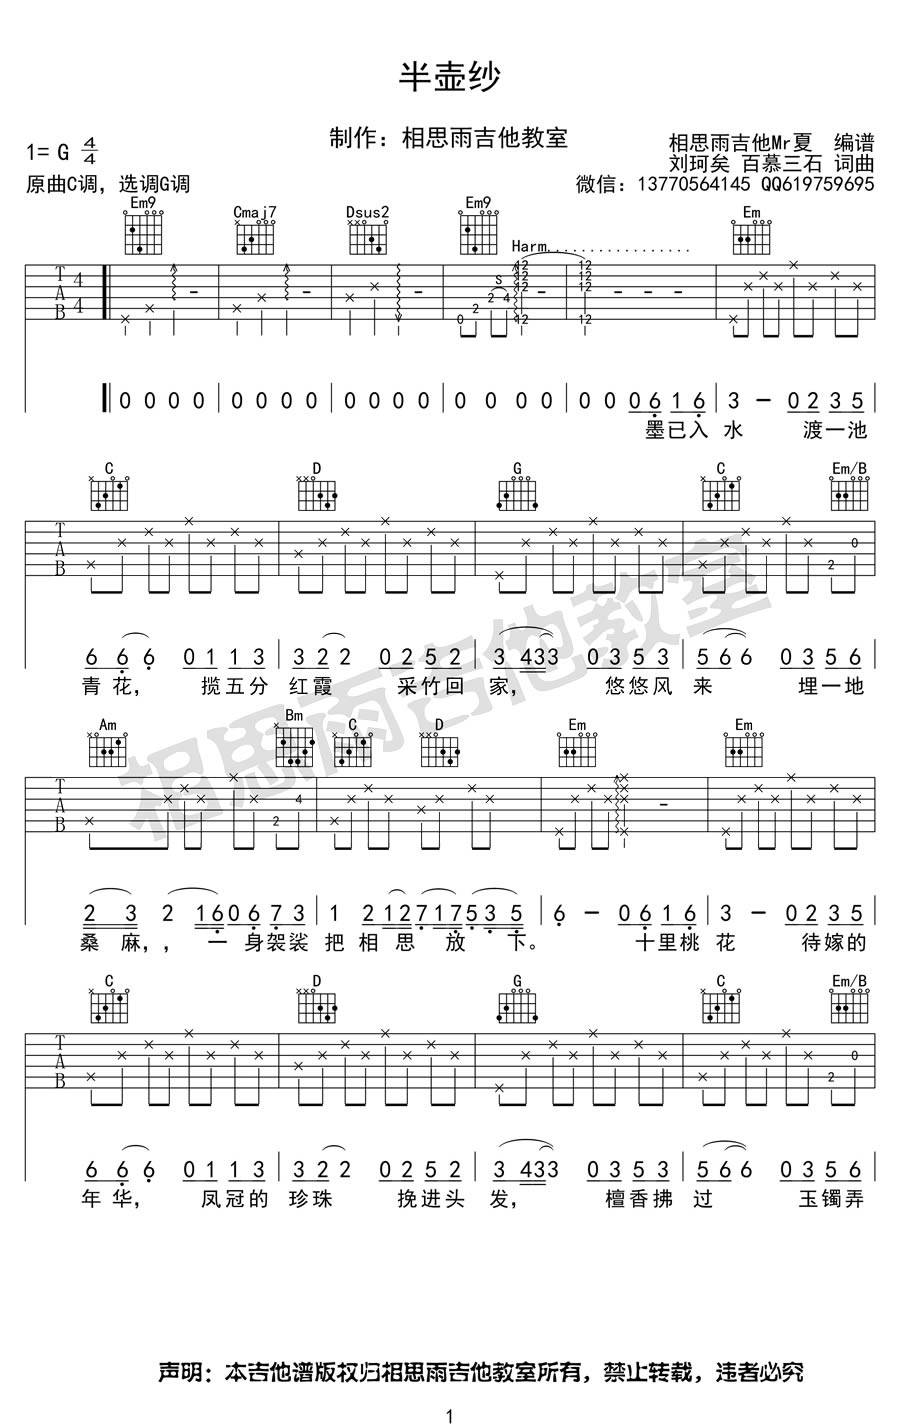 半壶纱
制作：相思雨吉他教室
1= G 4/4
相思雨吉他Mr夏 编谱
刘珂矣 百慕三石 词曲
原曲C调，选调G调
微信：13770564145 QQ619759695
Em9 Cmaj7 Dsus2 Em9 Em
Harm
T A B 4 4 0 2 2 S 4 12 12 12 12 12 12 12 12
0 0 0 0 0 0 0 0 0 0 0 0 0 0 0 0 0 0 0 6 1 6 3 － 0 2 3 5
墨已入 水 渡一池
C D G C Em/B
T A B 2 0
6 6 6 0 1 1 3 3 2 2 0 2 5 2 3 4 3 3 0 3 5 3 5 6 6 0 3 5 6
青花， 揽五分 红霞 采竹回 家， 悠悠风 来 埋一地
相思雨吉他教室
Am Bm C D Em Em
T A B 2 4
2 3 2 1 6 0 6 7 3 1 2 1 2 7 1 7 5 3 5 6 － 0 6 1 6 3 － 0 2 3 5
桑麻，， 一身袈裟 把相思 放 下。 十里桃 花 待嫁的
C D G C Em/B
T A B 2 0
6 6 6 0 1 1 3 3 2 2 0 2 5 2 3 4 3 3 0 3 5 3 5 6 6 0 3 5 6
年华， 凤冠的 珍珠 挽进头 发， 檀香拂 过 玉镯弄
声明：本吉他谱版权归相思雨吉他教室所有，禁止转载，违者必究
1